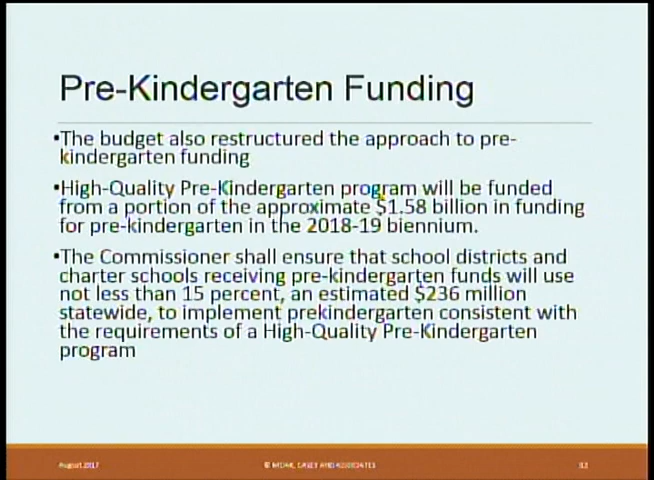 Pre-Kindergarten Funding
•The budget also restructured the approach to pre-
kindergarten funding
•High-Quality Pre-Kindergarten program will be funded
from a portion of the approximate $1.58 billion in funding
for pre-kindergarten in the 2018-19 biennium.
•The Commissioner shall ensure that school districts and
charter schools receiving pre-kindergarten funds will use
not less than 15 percent, an estimated $236 million
statewide, to implement prekindergarten consistent with
the requirements of a High-Quality Pre-Kindergarten
program
August 2017
© MOAK, CASEY AND ASSOCIATES